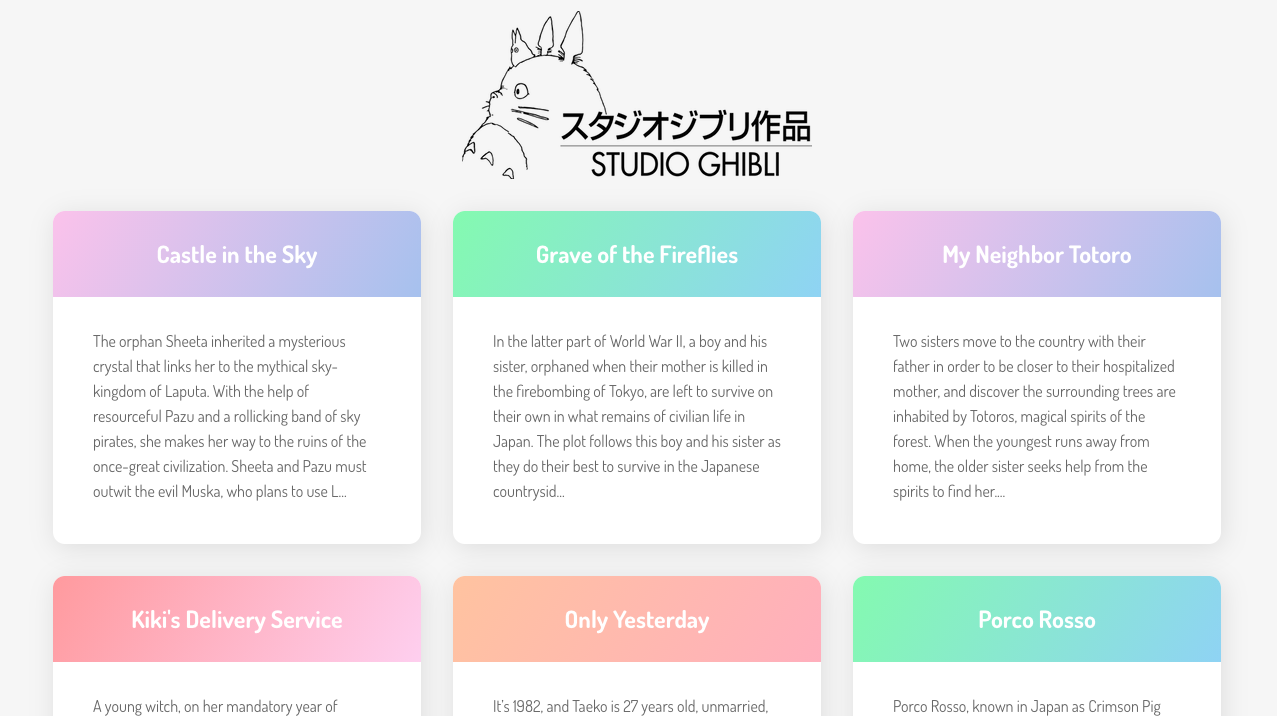 スタジオジブリ作品
STUDIO GHIBLI
Castle in the Sky
The orphan Sheeta inherited a mysterious
crystal that links her to the mythical sky-
kingdom of Laputa. With the help of
resourceful Pazu and a rollicking band of sky
pirates, she makes her way to the ruins of the
once-great civilization. Sheeta and Pazu must
outwit the evil Muska, who plans to use L...
Grave of the Fireflies
In the latter part of World War II, a boy and his
sister, orphaned when their mother is killed in
the firebombing of Tokyo, are left to survive on
their own in what remains of civilian life in
Japan. The plot follows this boy and his sister as
they do their best to survive in the Japanese
countrysid...
My Neighbor Totoro
Two sisters move to the country with their
father in order to be closer to their hospitalized
mother, and discover the surrounding trees are
inhabited by Totoros, magical spirits of the
forest. When the youngest runs away from
home, the older sister seeks help from the
spirits to find her....
Kiki's Delivery Service
A young witch, on her mandatory year of
Only Yesterday
It's 1982, and Taeko is 27 years old, unmarried,
Porco Rosso
Porco Rosso, known in Japan as Crimson Pig